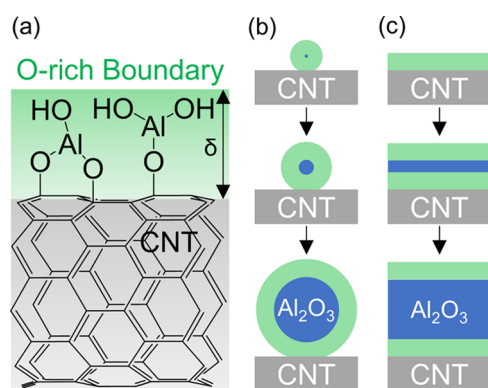 (a)
O-rich Boundary
HO HO OH
Al Al
O O O
δ
CNT
(b)
CNT
CNT
Al₂O₃
CNT
(c)
CNT
CNT
Al₂O₃
CNT